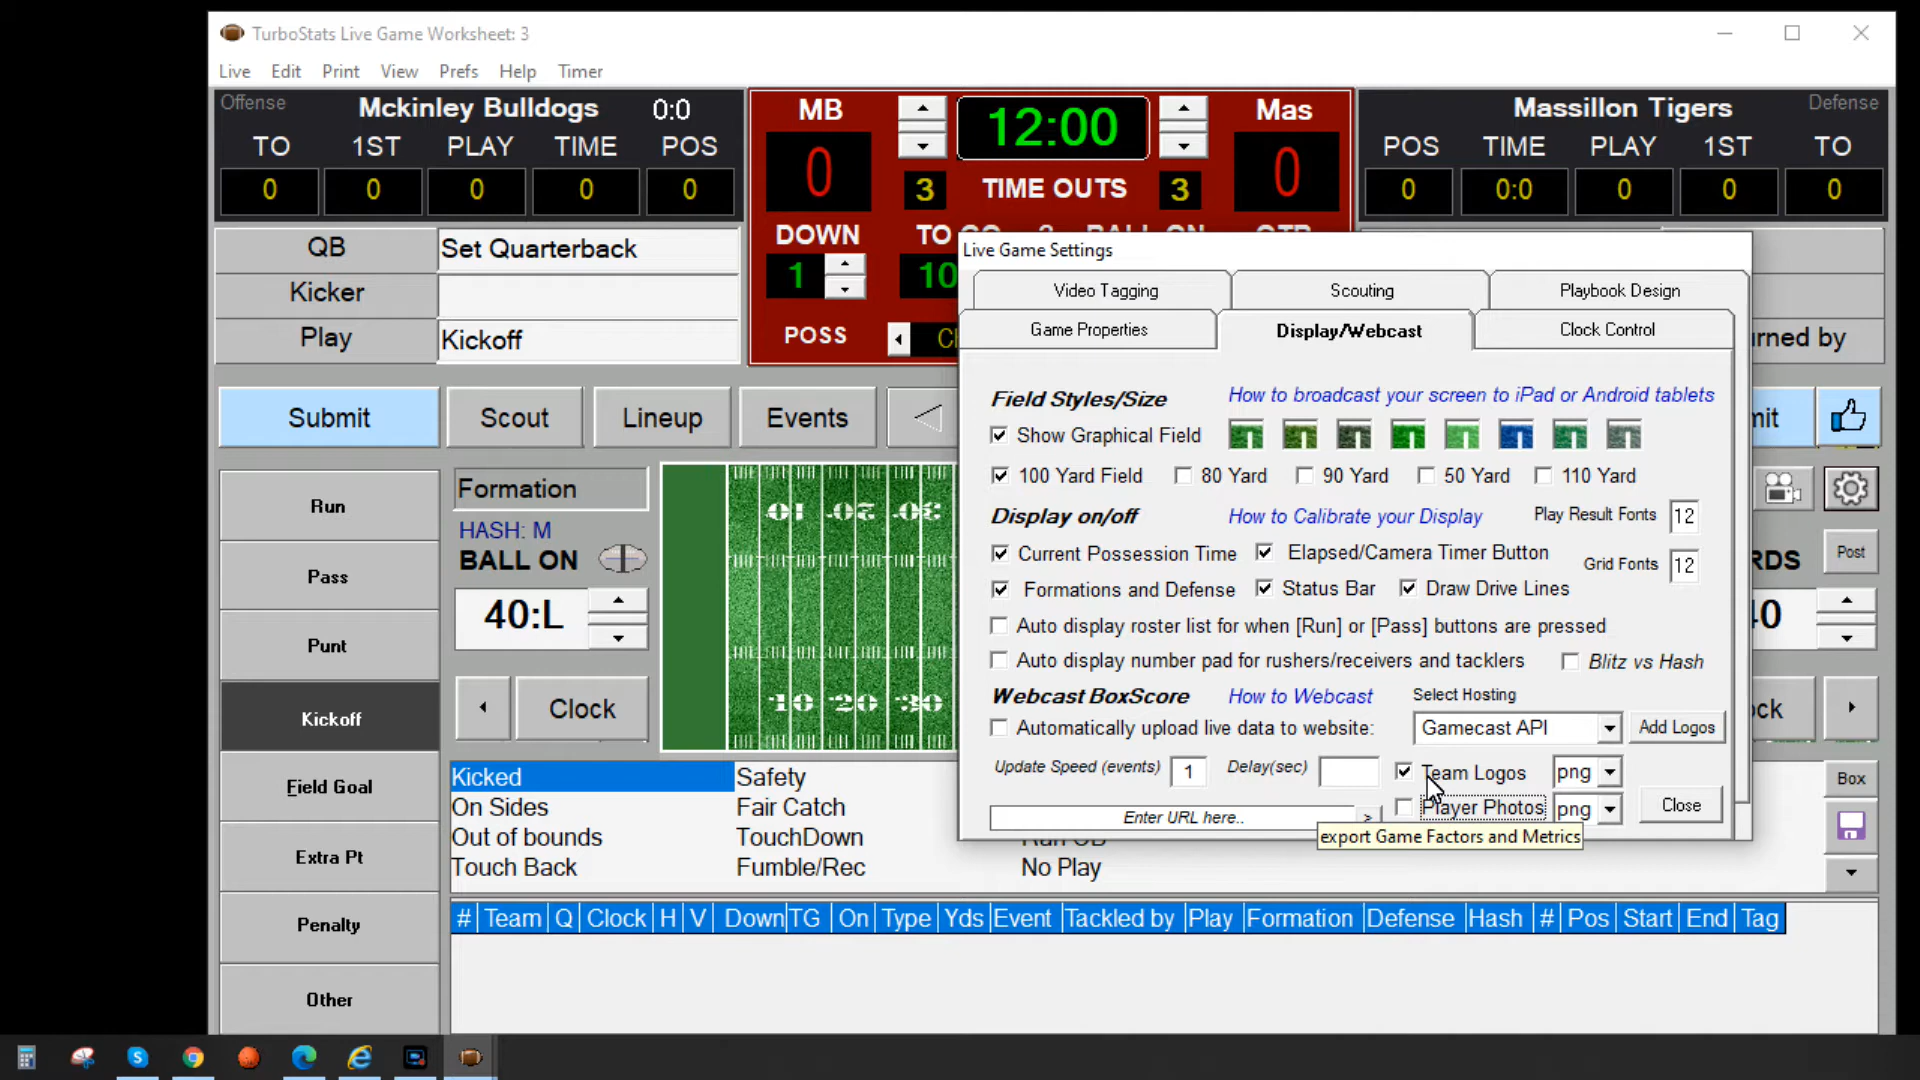 TurboStats Live Game Worksheet: 3
Live Edit Print View Prefs Help Timer
Offense Mckinley Bulldogs 0:0
TO 1ST PLAY TIME POS
0 0 0 0 0
MB 12:00 Mas
0 3 TIME OUTS 3 0
DOWN
1 10
POSS
Massillon Tigers Defense
POS TIME PLAY 1ST TO
0 0:0 0 0 0
QB Set Quarterback
Kicker
Play Kickoff
Submit Scout Lineup Events
Run
Pass
Punt
Kickoff
Field Goal
Extra Pt
Penalty
Other
Formation
HASH: M
BALL ON
40:L
Clock
10 20 30
10 20 30
Live Game Settings
Video Tagging Scouting Playbook Design
Game Properties Display/Webcast Clock Control
Field Styles/Size How to broadcast your screen to iPad or Android tablets
Show Graphical Field
100 Yard Field 80 Yard 90 Yard 50 Yard 110 Yard
Display on/off How to Calibrate your Display Play Result Fonts 12
Current Possession Time Elapsed/Camera Timer Button Grid Fonts 12
Formations and Defense Status Bar Draw Drive Lines
Auto display roster list for when [Run] or [Pass] buttons are pressed
Auto display number pad for rushers/receivers and tacklers Blitz vs Hash
Webcast BoxScore How to Webcast Select Hosting
Automatically upload live data to website: Gamecast API Add Logos
Update Speed (events) 1 Delay(sec) Team Logos png
Enter URL here.. > Player Photos png Close
export Game Factors and Metrics
urned by
mit
Post
RDS
40
ck
Box
Kicked Safety
On Sides Fair Catch
Out of bounds TouchDown
Touch Back Fumble/Rec No Play
# Team Q Clock H V Down TG On Type Yds Event Tackled by Play Formation Defense Hash # Pos Start End Tag